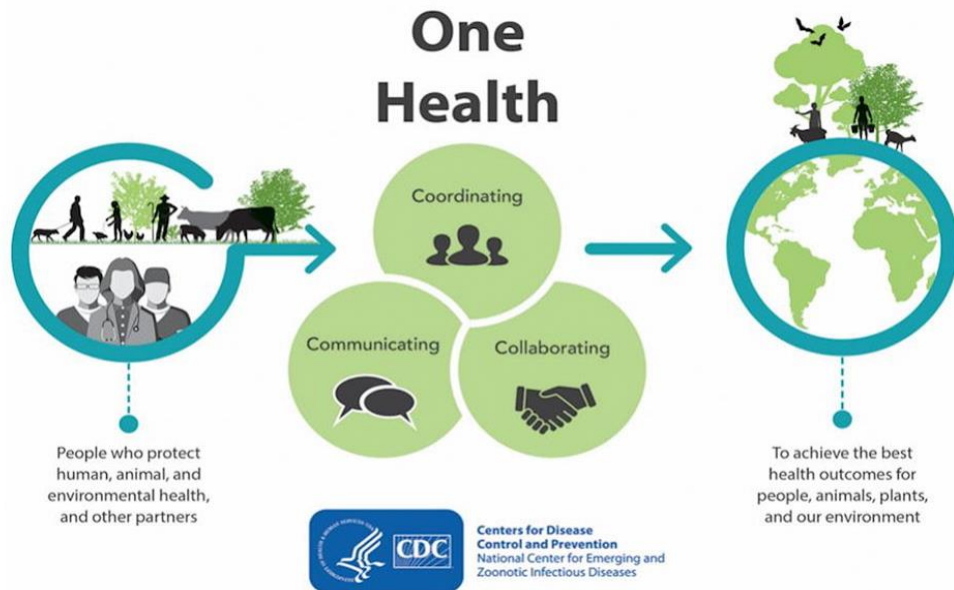 One
Health
Coordinating
Communicating
Collaborating
People who protect
human, animal, and
environmental health,
and other partners
To achieve the best
health outcomes for
people, animals, plants,
and our environment
CDC
Centers for Disease
Control and Prevention
National Center for Emerging and
Zoonotic Infectious Diseases